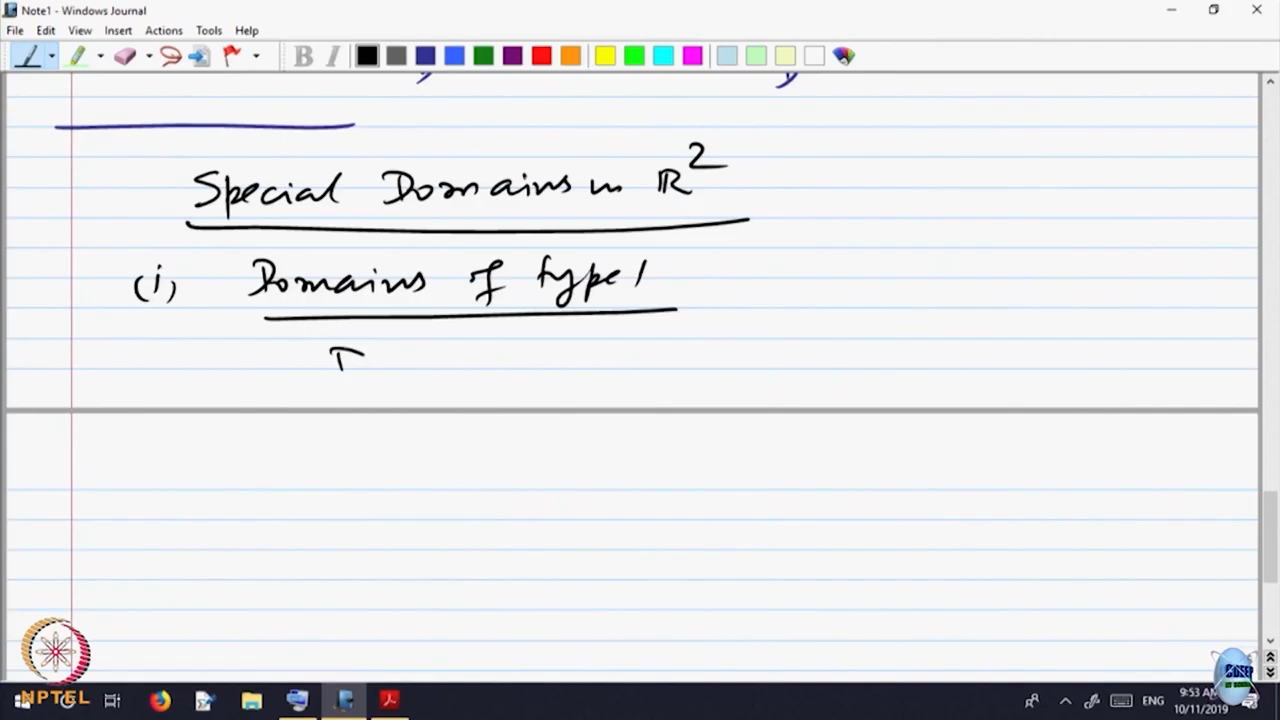 Note1 - Windows Journal
File Edit View Insert Actions Tools Help
B I
Special Domains in ℝ²
(i) Domains of type 1
NPTEL
ENG
9:53 AM
10/11/2019